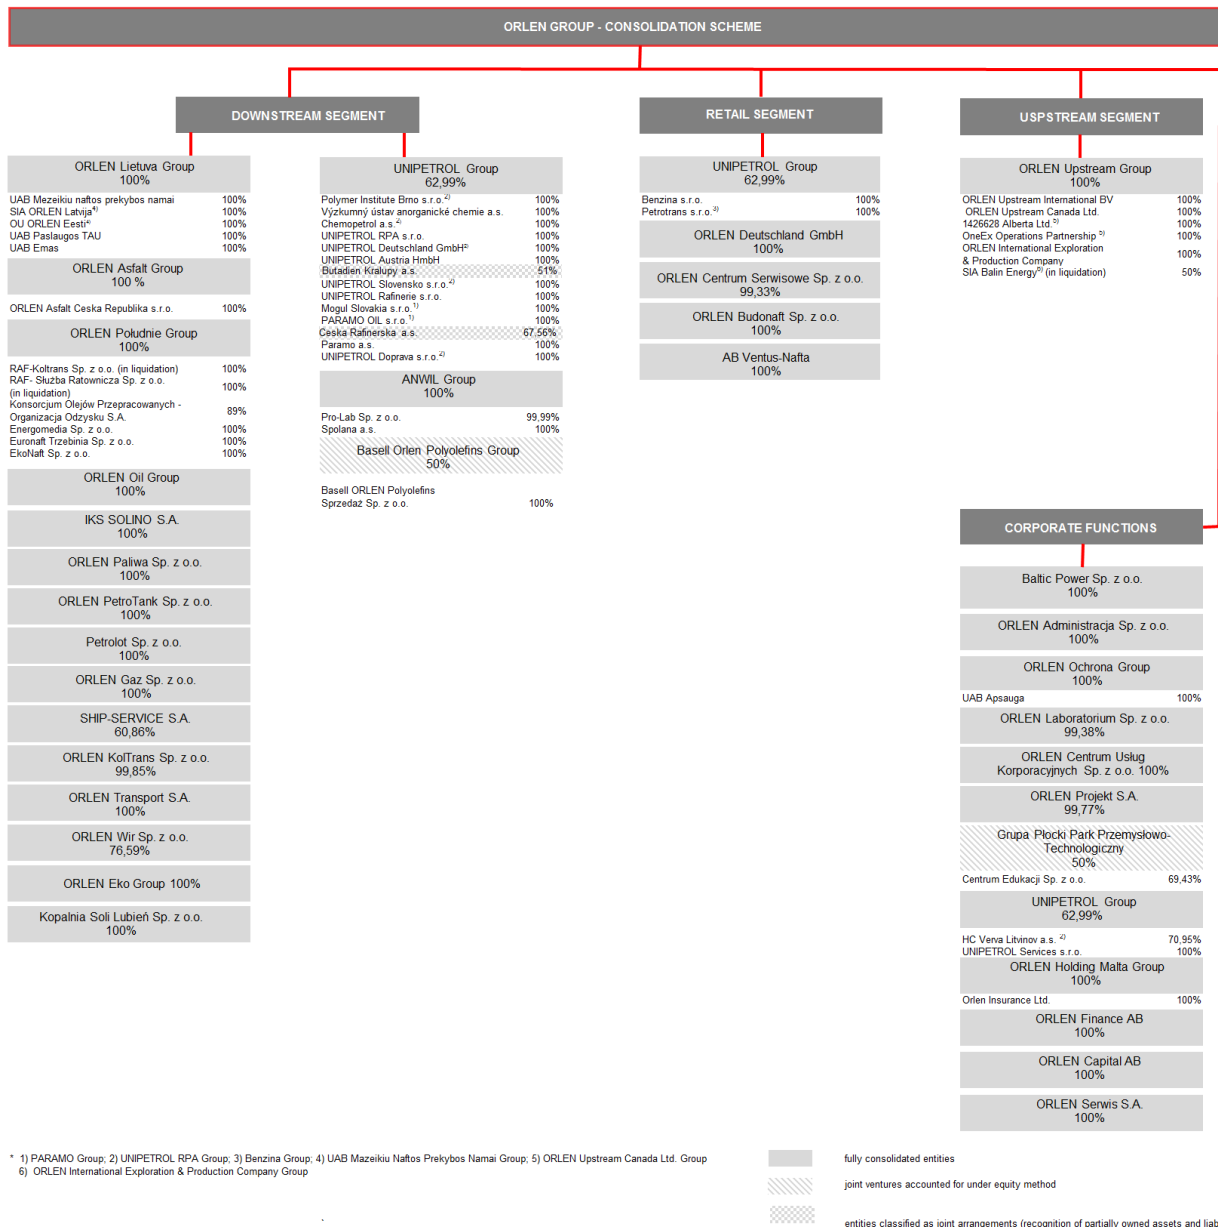 ORLEN GROUP - CONSOLIDATION SCHEME
DOWNSTREAM SEGMENT
ORLEN Lietuva Group
100%
UAB Mezeikiu naftos prekybos namai 100%
SIA ORLEN Latvija4) 100%
OU ORLEN Eesti4) 100%
UAB Paslaugos TAU 100%
UAB Emas 100%
ORLEN Asfalt Group
100 %
ORLEN Asfalt Ceska Republika s.r.o. 100%
ORLEN Południe Group
100%
RAF-Koltrans Sp. z o.o. (in liquidation) 100%
RAF- Służba Ratownicza Sp. z o.o.
(in liquidation) 100%
Konsorcjum Olejów Przepracowanych -
Organizacja Odzysku S.A. 89%
Energomedia Sp. z o.o. 100%
Euronaft Trzebinia Sp. z o.o. 100%
EkoNaft Sp. z o.o. 100%
ORLEN Oil Group
100%
IKS SOLINO S.A.
100%
ORLEN Paliwa Sp. z o.o.
100%
ORLEN PetroTank Sp. z o.o.
100%
Petrolot Sp. z o.o.
100%
ORLEN Gaz Sp. z o.o.
100%
SHIP-SERVICE S.A.
60,86%
ORLEN KolTrans Sp. z o.o.
99,85%
ORLEN Transport S.A.
100%
ORLEN Wir Sp. z o.o.
76,59%
ORLEN Eko Group 100%
Kopalnia Soli Lubień Sp. z o.o.
100%
UNIPETROL Group
62,99%
Polymer Institute Brno s.r.o.2) 100%
Výzkumný ústav anorganické chemie a.s. 100%
Chemopetrol a.s.2) 100%
UNIPETROL RPA s.r.o. 100%
UNIPETROL Deutschland GmbH2) 100%
UNIPETROL Austria HmbH 100%
Butadien Kralupy a.s. 51%
UNIPETROL Slovensko s.r.o.2) 100%
UNIPETROL Rafinerie s.r.o. 100%
Mogul Slovakia s.r.o.1) 100%
PARAMO OIL s.r.o.1) 100%
Ceska Rafinerska a.s. 67,56%
Paramo a.s. 100%
UNIPETROL Doprava s.r.o.2) 100%
ANWIL Group
100%
Pro-Lab Sp. z o.o. 99,99%
Spolana a.s. 100%
Basell Orlen Polyolefins Group
50%
Basell ORLEN Polyolefins
Sprzedaż Sp. z o.o. 100%
RETAIL SEGMENT
UNIPETROL Group
62,99%
Benzina s.r.o. 100%
Petrotrans s.r.o.3) 100%
ORLEN Deutschland GmbH
100%
ORLEN Centrum Serwisowe Sp. z o.o.
99,33%
ORLEN Budonaft Sp. z o.o.
100%
AB Ventus-Nafta
100%
USPSTREAM SEGMENT
ORLEN Upstream Group
100%
ORLEN Upstream International BV 100%
ORLEN Upstream Canada Ltd. 100%
1426628 Alberta Ltd.5) 100%
OneEx Operations Partnership 5) 100%
ORLEN International Exploration
& Production Company 100%
SIA Balin Energy6) (in liquidation) 50%
CORPORATE FUNCTIONS
Baltic Power Sp. z o.o.
100%
ORLEN Administracja Sp. z o.o.
100%
ORLEN Ochrona Group
100%
UAB Apsauga 100%
ORLEN Laboratorium Sp. z o.o.
99,38%
ORLEN Centrum Usług
Korporacyjnych Sp. z o.o. 100%
ORLEN Projekt S.A.
99,77%
Grupa Płocki Park Przemysłowo-
Technologiczny
50%
Centrum Edukacji Sp. z o.o. 69,43%
UNIPETROL Group
62,99%
HC Verva Litvinov a.s. 2) 70,95%
UNIPETROL Services s.r.o. 100%
ORLEN Holding Malta Group
100%
Orlen Insurance Ltd. 100%
ORLEN Finance AB
100%
ORLEN Capital AB
100%
ORLEN Serwis S.A.
100%
* 1) PARAMO Group; 2) UNIPETROL RPA Group; 3) Benzina Group; 4) UAB Mazeikiu Naftos Prekybos Namai Group; 5) ORLEN Upstream Canada Ltd. Group
6) ORLEN International Exploration & Production Company Group
fully consolidated entities
joint ventures accounted for under equity method
entities classified as joint arrangements (recognition of partially owned assets and liab